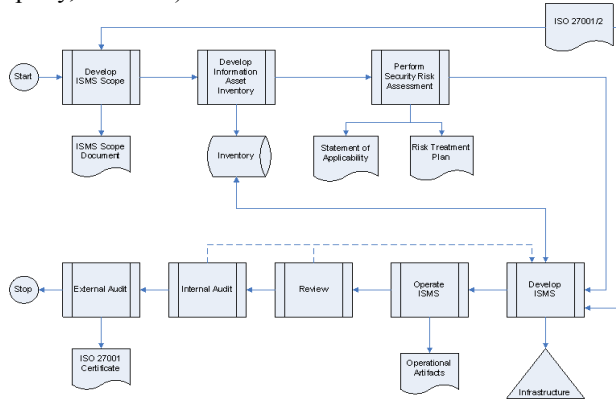 ISO 27001/2
Start
Develop
ISMS Scope
Develop
Information
Asset
Inventory
Perform
Security Risk
Assessment
ISMS Scope
Document
Inventory
Statement of
Applicability
Risk Treatment
Plan
Stop
External Audit
Internal Audit
Review
Operate
ISMS
Develop
ISMS
ISO 27001
Certificate
Operational
Artifacts
Infrastructure